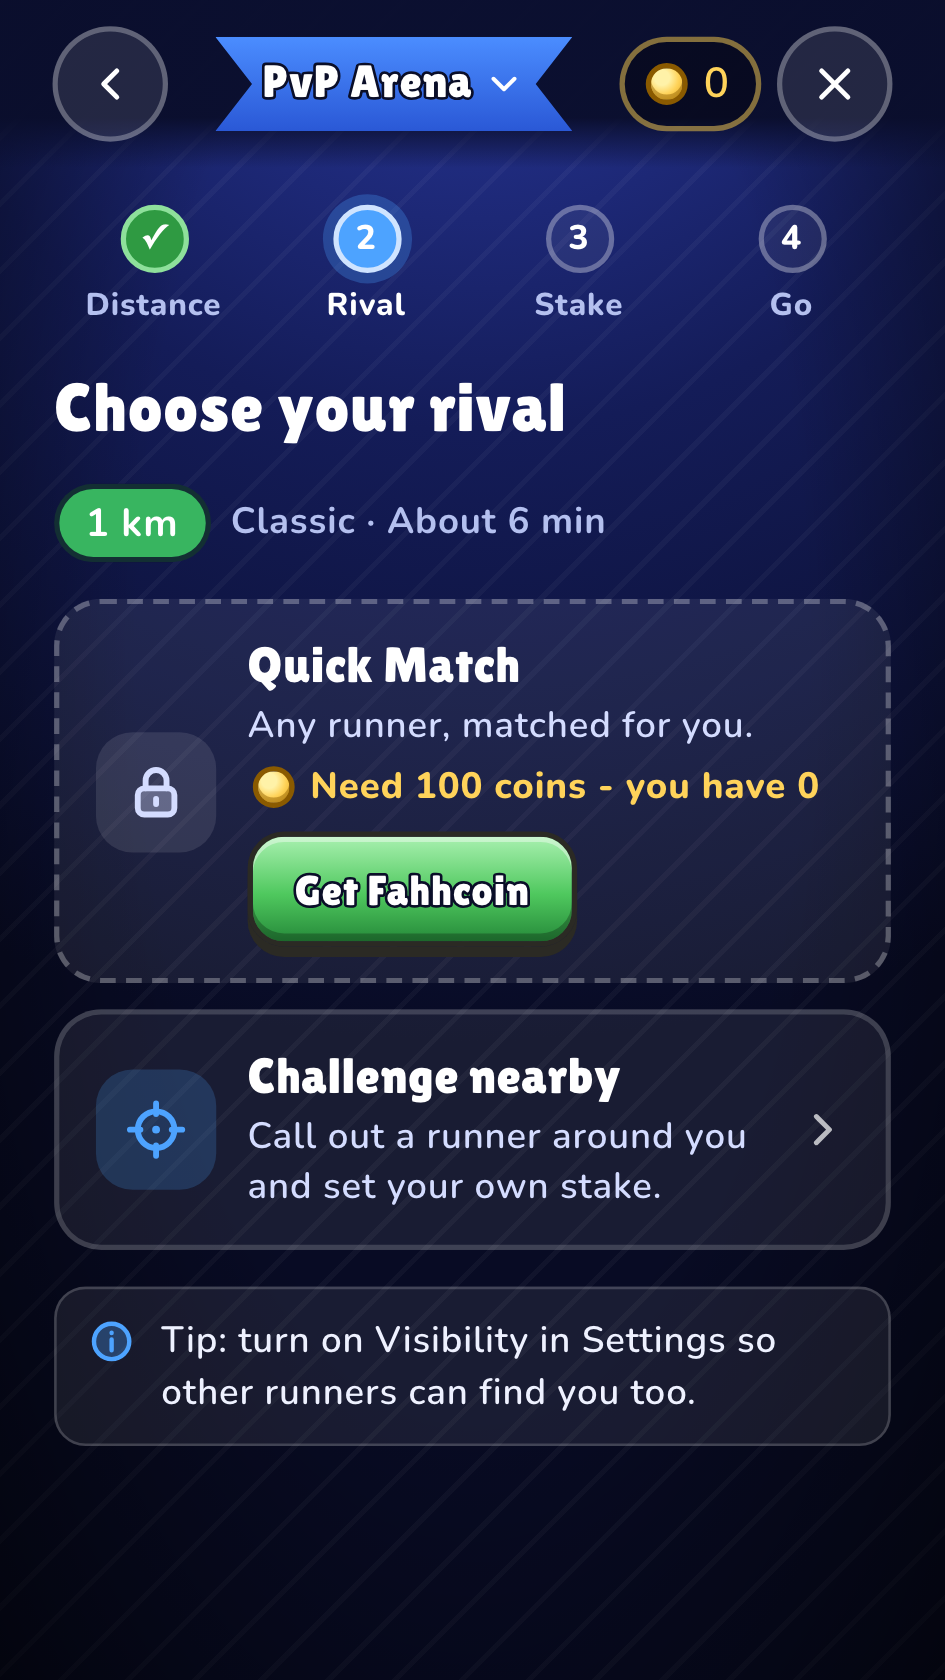 PvP Arena
0
✓
2
3
4
Distance
Rival
Stake
Go
Choose your rival
1 km
Classic · About 6 min
Quick Match
Any runner, matched for you.
Need 100 coins - you have 0
Get Fahhcoin
Challenge nearby
Call out a runner around you
and set your own stake.
Tip: turn on Visibility in Settings so
other runners can find you too.